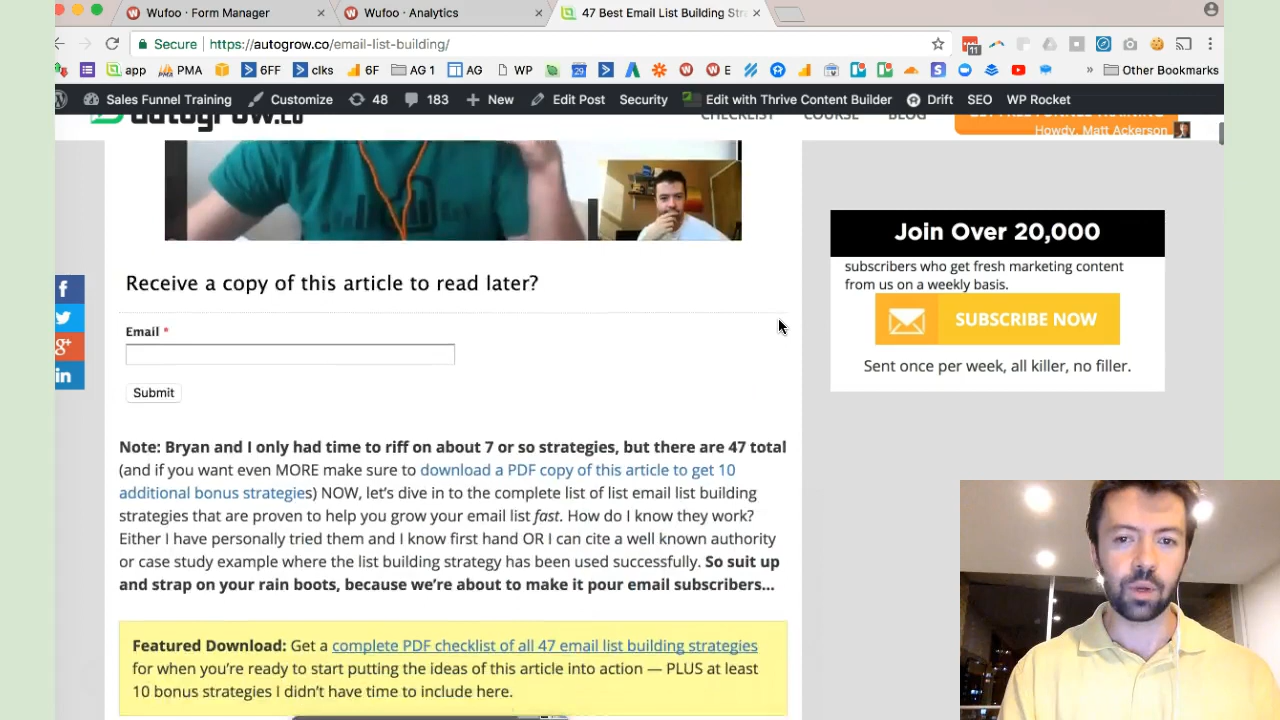 Wufoo · Form Manager
Wufoo · Analytics
47 Best Email List Building Stra
Secure
https://autogrow.co/email-list-building/
11
app
PMA
6FF
clks
6F
AG 1
AG
WP
29
E
Other Bookmarks
Sales Funnel Training
Customize
48
183
New
Edit Post
Security
Edit with Thrive Content Builder
Drift
SEO
WP Rocket
autogrow.co
CHECKLIST
COURSE
BLOG
GET FREE FUNNEL TRAINING
Howdy, Matt Ackerson
Receive a copy of this article to read later?
Email *
Submit
Join Over 20,000
subscribers who get fresh marketing content
from us on a weekly basis.
SUBSCRIBE NOW
Sent once per week, all killer, no filler.
Note: Bryan and I only had time to riff on about 7 or so strategies, but there are 47 total
(and if you want even MORE make sure to download a PDF copy of this article to get 10
additional bonus strategies) NOW, let's dive in to the complete list of list email list building
strategies that are proven to help you grow your email list fast. How do I know they work?
Either I have personally tried them and I know first hand OR I can cite a well known authority
or case study example where the list building strategy has been used successfully. So suit up
and strap on your rain boots, because we're about to make it pour email subscribers...
Featured Download: Get a complete PDF checklist of all 47 email list building strategies
for when you're ready to start putting the ideas of this article into action — PLUS at least
10 bonus strategies I didn't have time to include here.